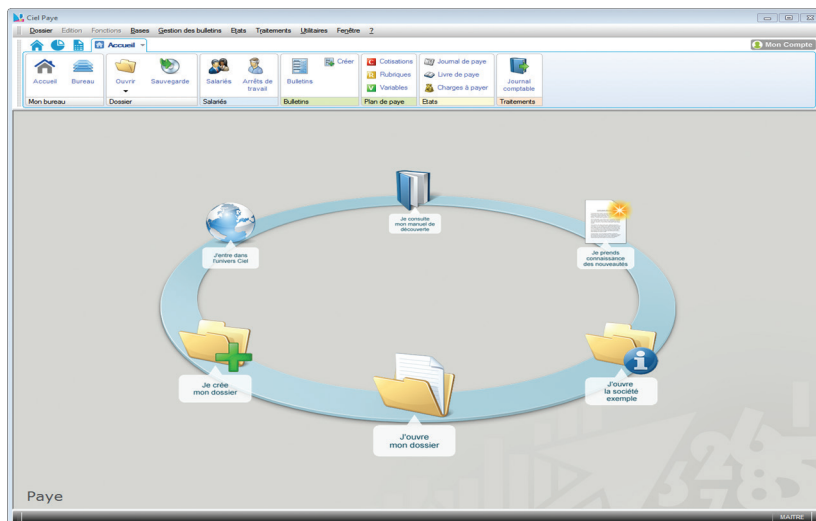 Ciel Paye
Dossier Edition Fonctions Bases Gestion des bulletins Etats Traitements Utilitaires Fenêtre ?
Accueil
Mon Compte
Accueil Bureau Ouvrir Sauvegarde Salariés Arrêts de travail Bulletins Créer
Cotisations
Rubriques
Variables
Journal de paye
Livre de paye
Charges à payer
Journal
comptable
Mon bureau Dossier Salariés Bulletins Plan de paye Etats Traitements
Je consulte
mon manuel de
découverte
J'entre dans
l'univers Ciel
Je prends
connaissance
des nouveautés
Je crée
mon dossier
J'ouvre
la société
exemple
J'ouvre
mon dossier
Paye
MAITRE